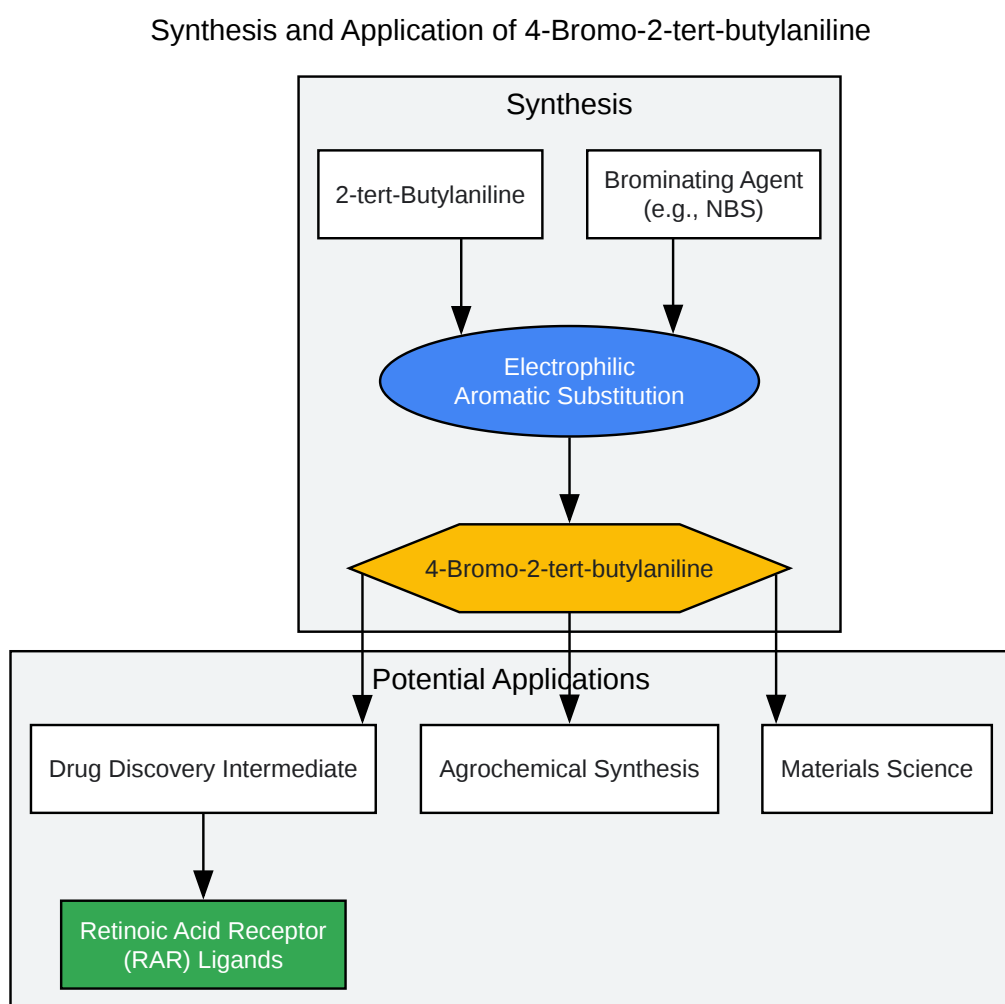 Synthesis and Application of 4-Bromo-2-tert-butylaniline
Synthesis
2-tert-Butylaniline
Brominating Agent
(e.g., NBS)
Electrophilic
Aromatic Substitution
4-Bromo-2-tert-butylaniline
Potential Applications
Drug Discovery Intermediate
Agrochemical Synthesis
Materials Science
Retinoic Acid Receptor
(RAR) Ligands